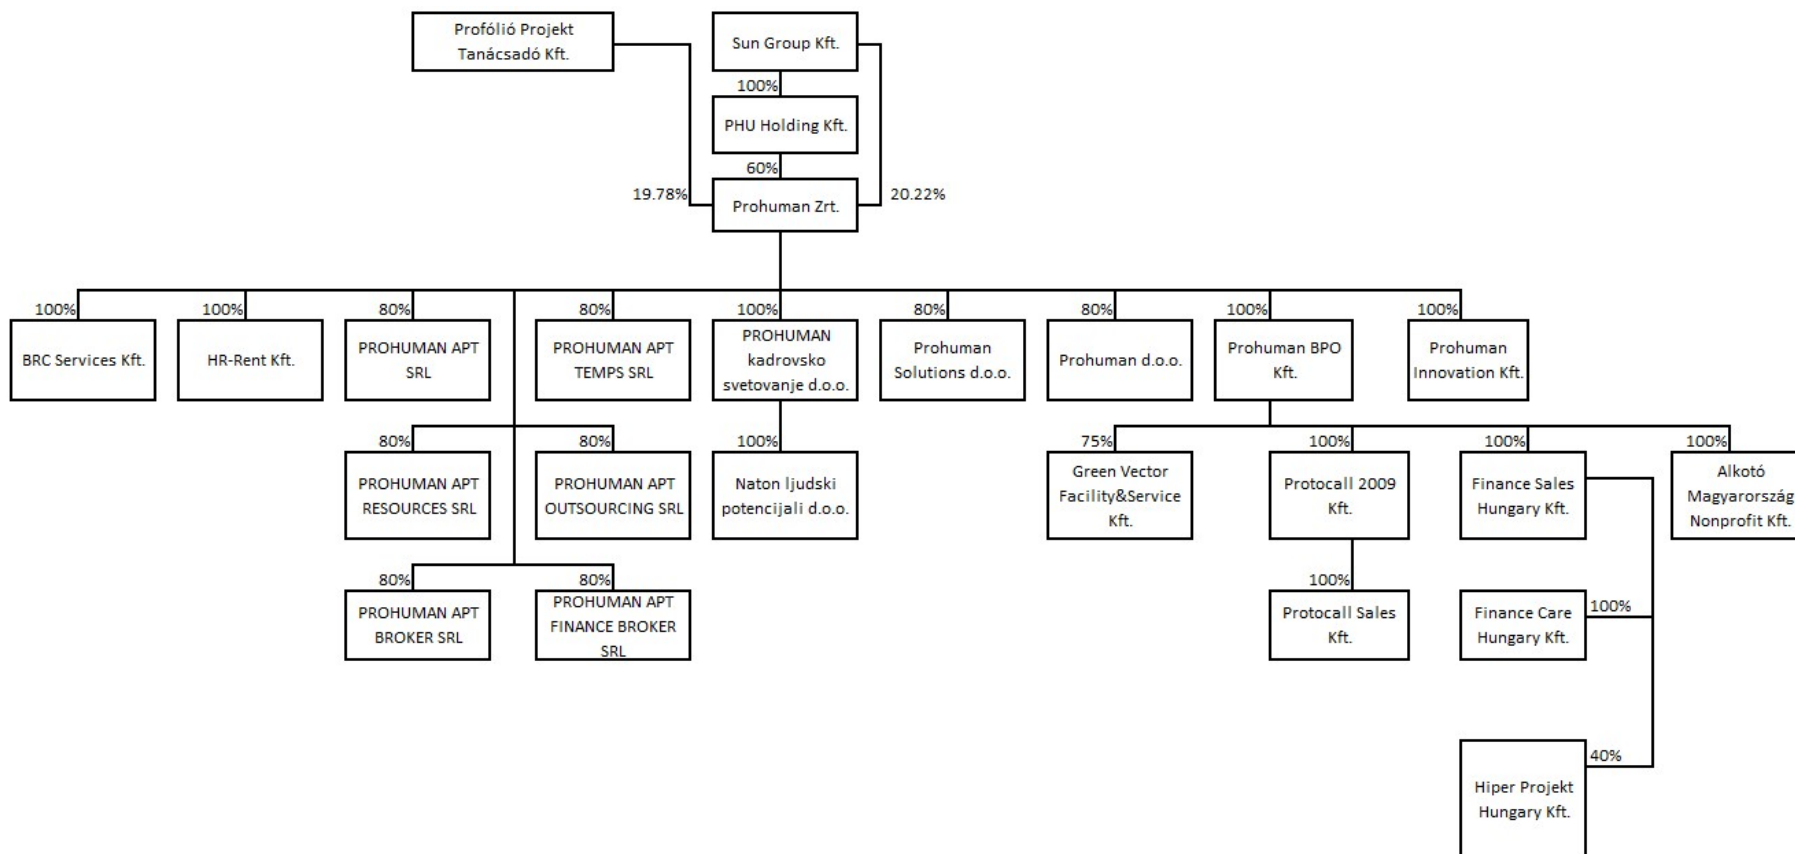 Profólió Projekt
Tanácsadó Kft.
Sun Group Kft.
100%
PHU Holding Kft.
60%
19.78%
Prohuman Zrt.
20.22%
100%
BRC Services Kft.
100%
HR-Rent Kft.
80%
PROHUMAN APT
SRL
80%
PROHUMAN APT
TEMPS SRL
100%
PROHUMAN
kadrovsko
svetovanje d.o.o.
80%
Prohuman
Solutions d.o.o.
80%
Prohuman d.o.o.
100%
Prohuman BPO
Kft.
100%
Prohuman
Innovation Kft.
80%
PROHUMAN APT
RESOURCES SRL
80%
PROHUMAN APT
OUTSOURCING SRL
100%
Naton ljudski
potencijali d.o.o.
75%
Green Vector
Facility&Service
Kft.
100%
Protocall 2009
Kft.
100%
Finance Sales
Hungary Kft.
100%
Alkotó
Magyarország
Nonprofit Kft.
80%
PROHUMAN APT
BROKER SRL
80%
PROHUMAN APT
FINANCE BROKER
SRL
100%
Protocall Sales
Kft.
100%
Finance Care
Hungary Kft.
40%
Hiper Projekt
Hungary Kft.